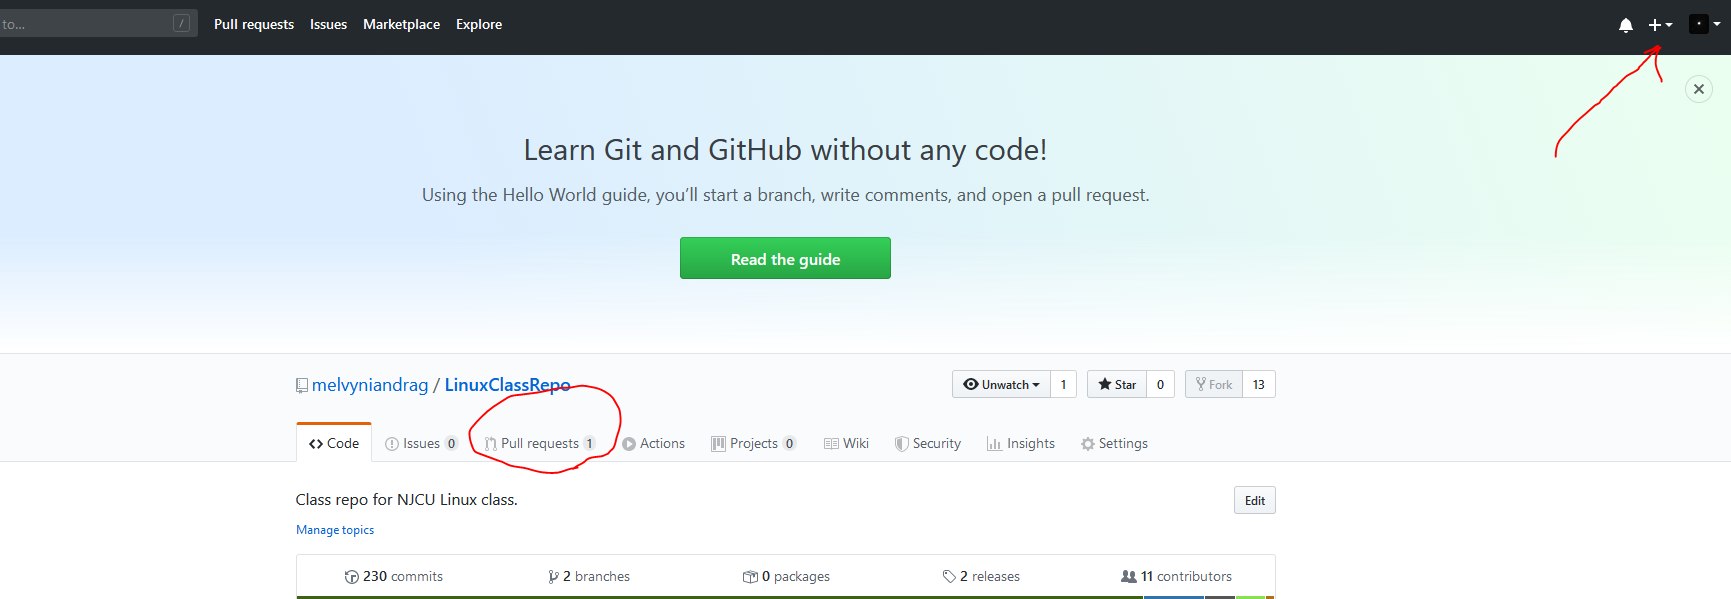 to... / Pull requests Issues Marketplace Explore
Learn Git and GitHub without any code!
Using the Hello World guide, you’ll start a branch, write comments, and open a pull request.
Read the guide
melvyniandrag / LinuxClassRepo Unwatch 1 Star 0 Fork 13
Code Issues 0 Pull requests 1 Actions Projects 0 Wiki Security Insights Settings
Class repo for NJCU Linux class. Edit
Manage topics
230 commits 2 branches 0 packages 2 releases 11 contributors